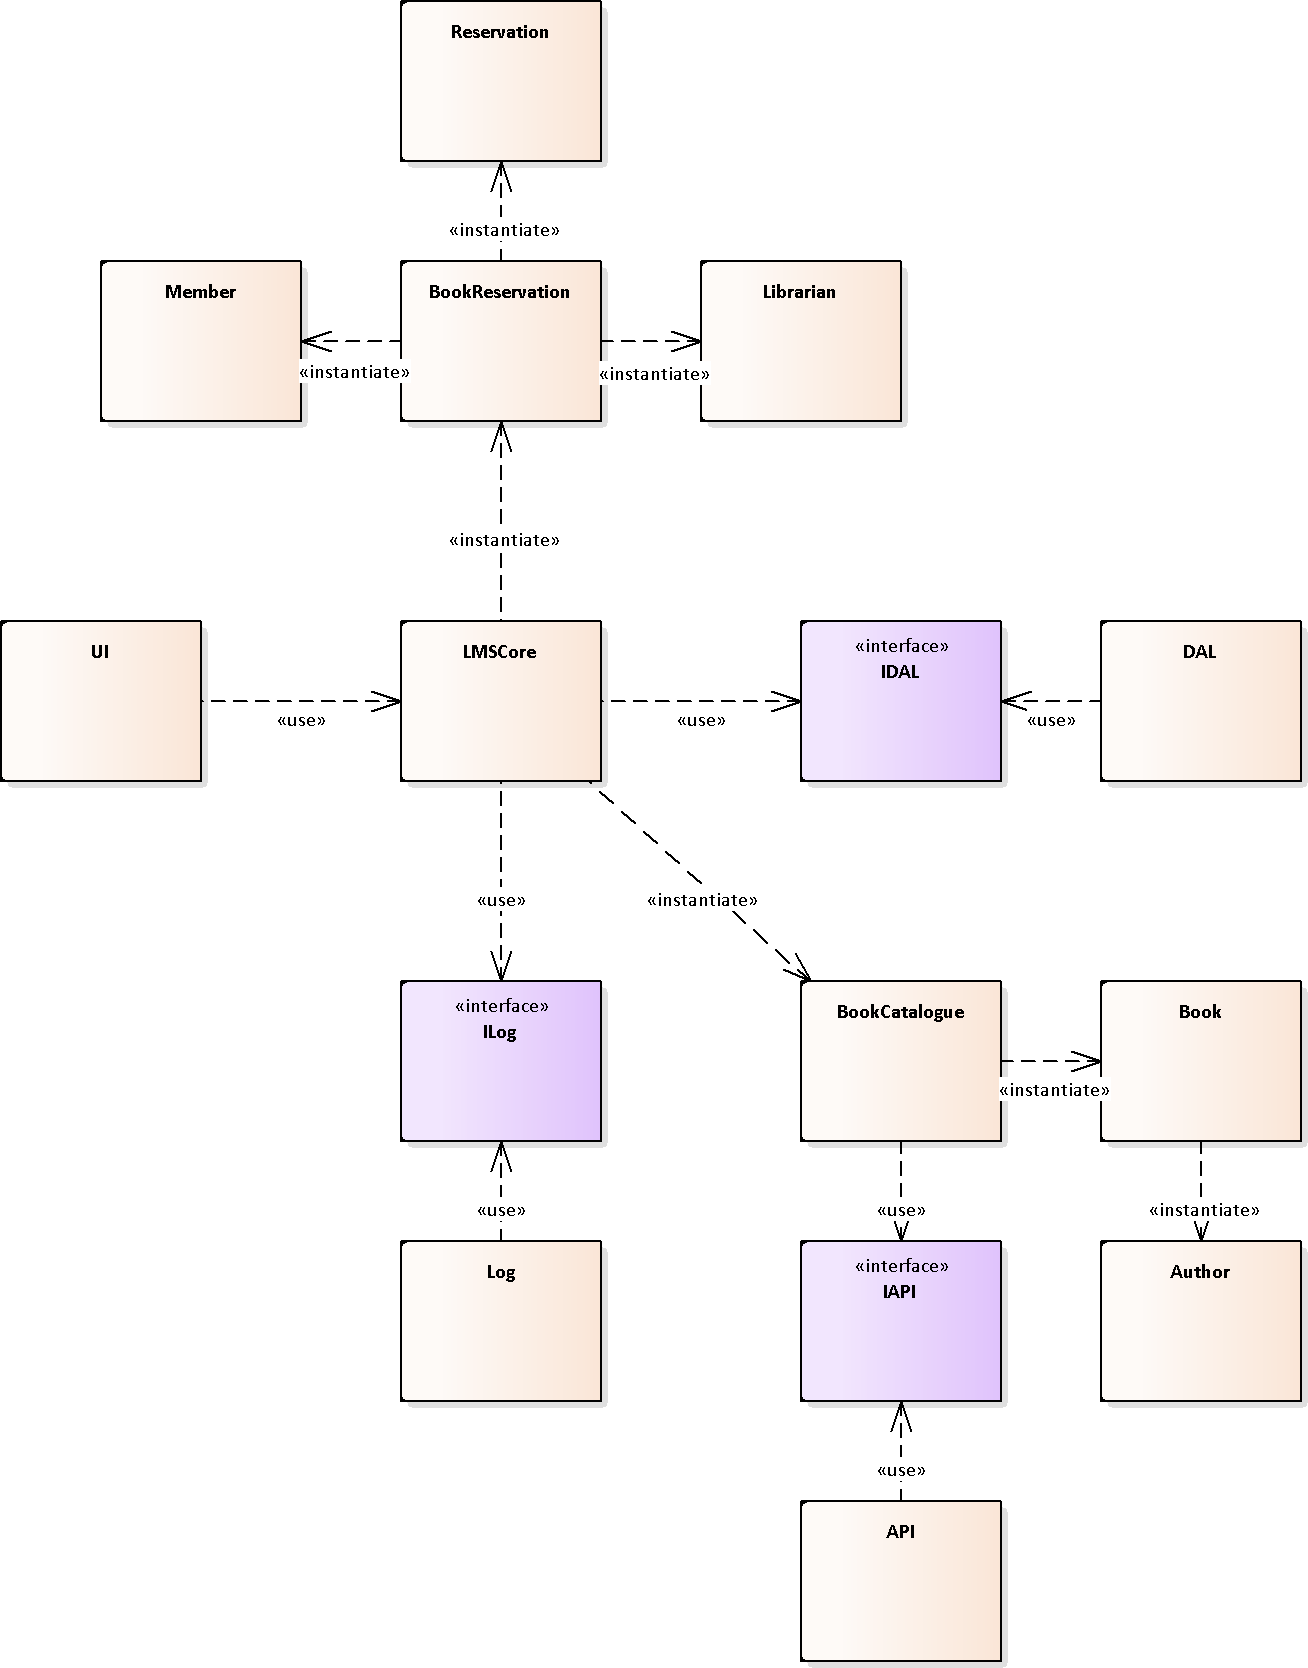 Reservation
«instantiate»
Member
BookReservation
Librarian
«instantiate»
«instantiate»
«instantiate»
UI
LMSCore
«interface»
IDAL
DAL
«use»
«use»
«use»
«use»
«instantiate»
«interface»
ILog
BookCatalogue
Book
«instantiate»
«use»
«use»
«instantiate»
Log
«interface»
IAPI
Author
«use»
API